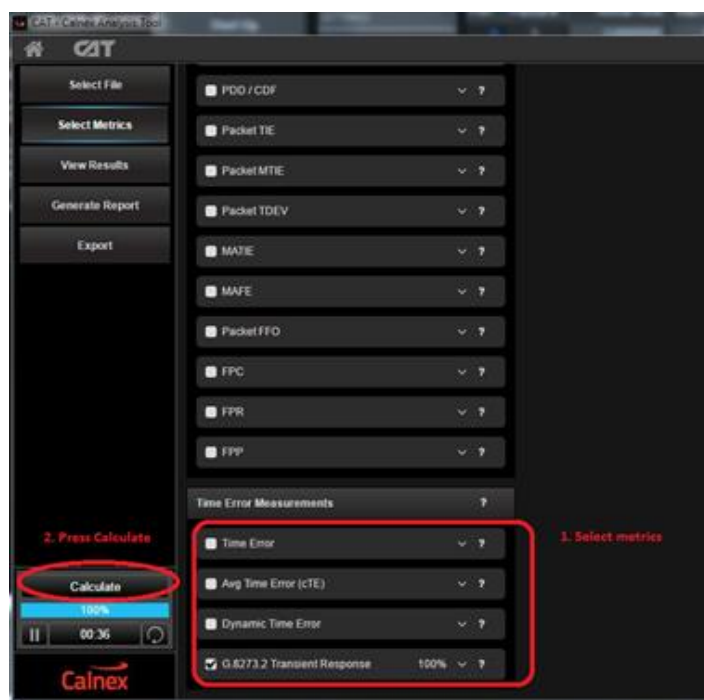 CAT - Calnex Analysis Tool
CAT
Select File
Select Metrics
View Results
Generate Report
Export
PDD / CDF ?
Packet TIE ?
Packet MTIE ?
Packet TDEV ?
MATIE ?
MAFE ?
Packet FFO ?
FPC ?
FPR ?
FPP ?
Time Error Measurements ?
Time Error ?
Avg Time Error (cTE) ?
Dynamic Time Error ?
G.8273.2 Transient Response 100% ?
1. Select metrics
2. Press Calculate
Calculate
100%
00:36
Calnex